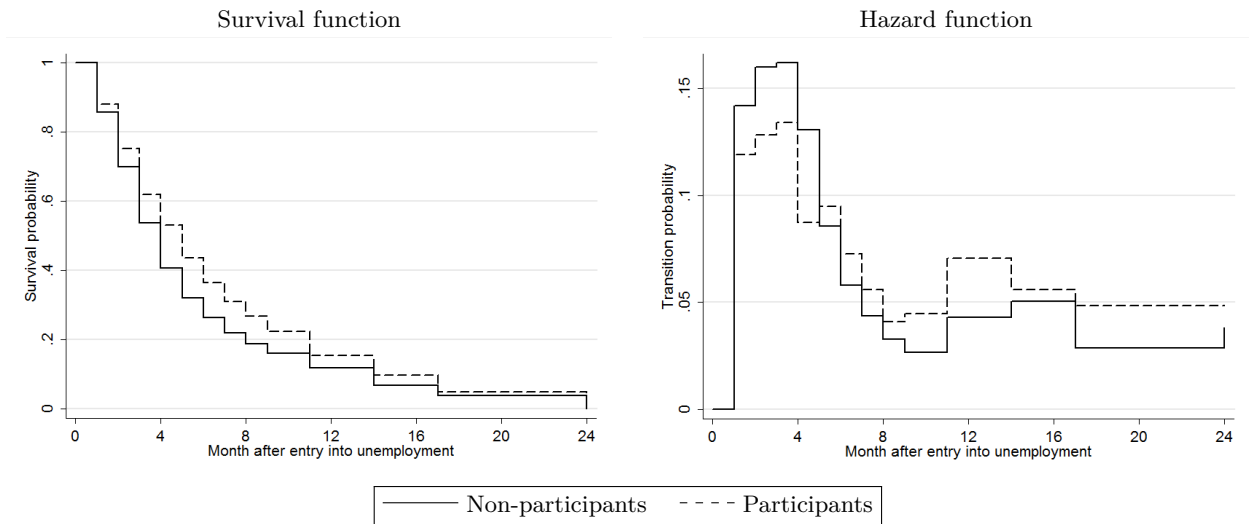 Survival function
Survival probability
1
.8
.6
.4
.2
0
0 4 8 12 16 20 24
Month after entry into unemployment
Hazard function
Transition probability
.15
.1
.05
0
0 4 8 12 16 20 24
Month after entry into unemployment
Non-participants Participants